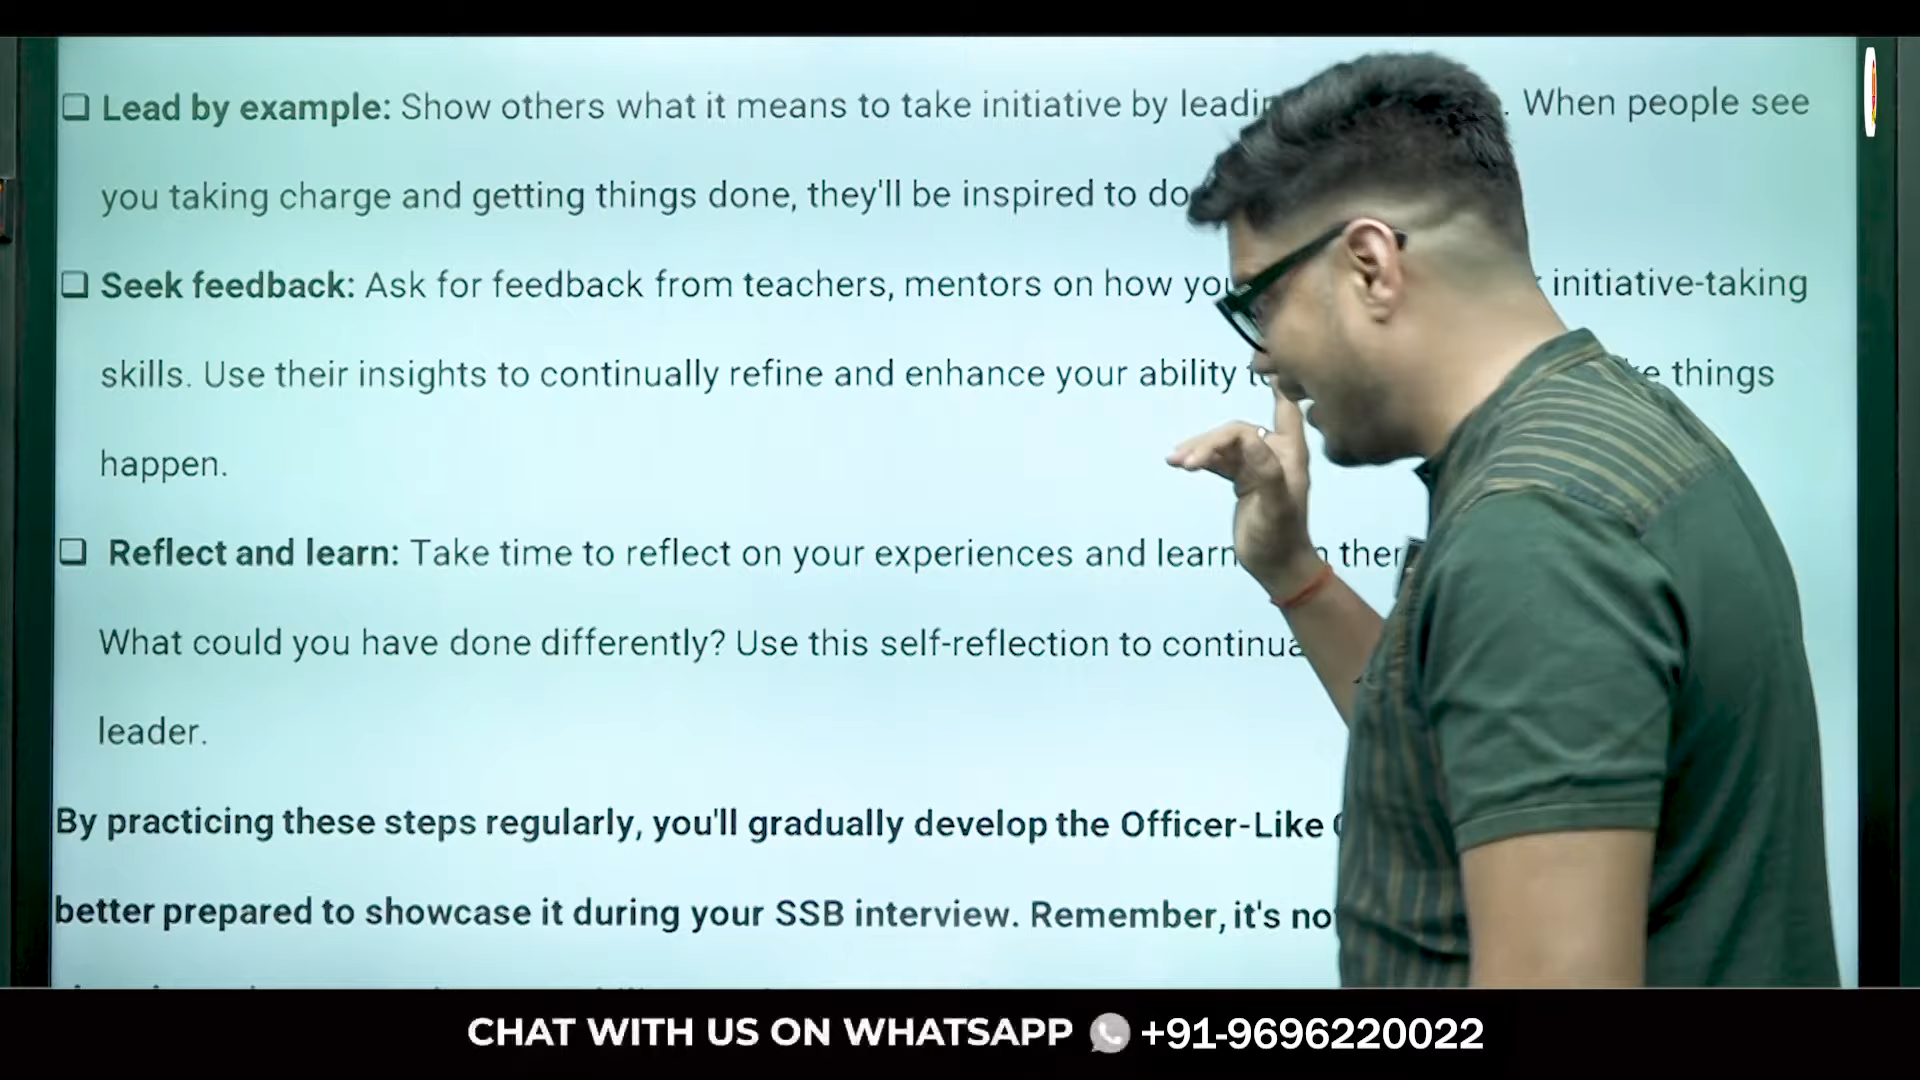 ❑ Lead by example: Show others what it means to take initiative by . When people see
you taking charge and getting things done, they'll be inspired to do
❑ Seek feedback: Ask for feedback from teachers, mentors on how initiative-taking
skills. Use their insights to continually refine and enhance your ability things
happen.
❑ Reflect and learn: Take time to reflect on your experiences and learn
What could you have done differently? Use this self-reflection to
leader.
By practicing these steps regularly, you'll gradually develop the Officer-Like
better prepared to showcase it during your SSB interview. Remember, it's
CHAT WITH US ON WHATSAPP +91-9696220022